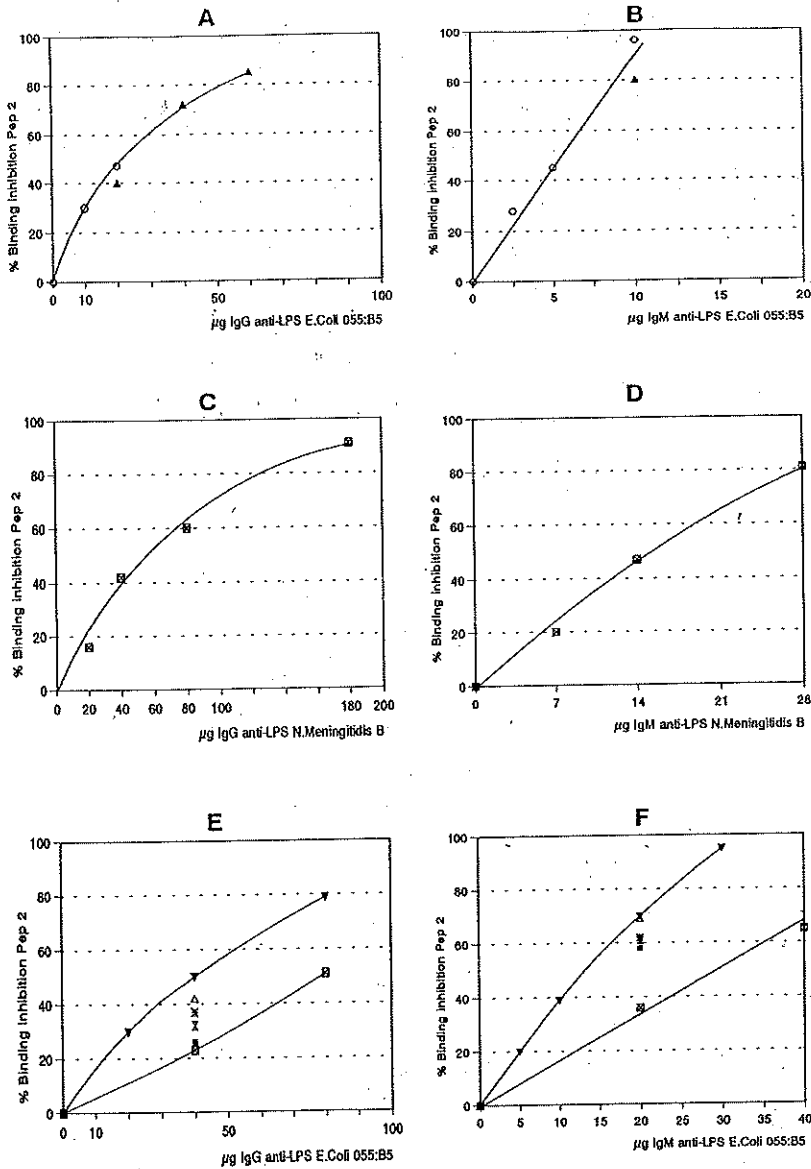 A
% Binding Inhibition Pep 2
100
80
60
40
20
0
0 10 50 100
µg IgG anti-LPS E.Coli 055:B5
B
% Binding Inhibition Pep 2
100
80
60
40
20
0
0 5 10 15 20
µg IgM anti-LPS E.Coli 055:B5
C
% Binding Inhibition Pep 2
100
80
60
40
20
0
0 20 40 60 80 180 200
µg IgG anti-LPS N.Meningitidis B
D
% Binding Inhibition Pep 2
100
80
60
40
20
0
0 7 14 21 28
µg IgM anti-LPS N.Meningitidis B
E
% Binding Inhibition Pep 2
100
80
60
40
20
0
0 10 50 100
µg IgG anti-LPS E.Coli 055:B5
F
% Binding Inhibition Pep 2
100
80
60
40
20
0
0 5 10 15 20 25 30 35 40
µg IgM anti-LPS E.Coli 055:B5